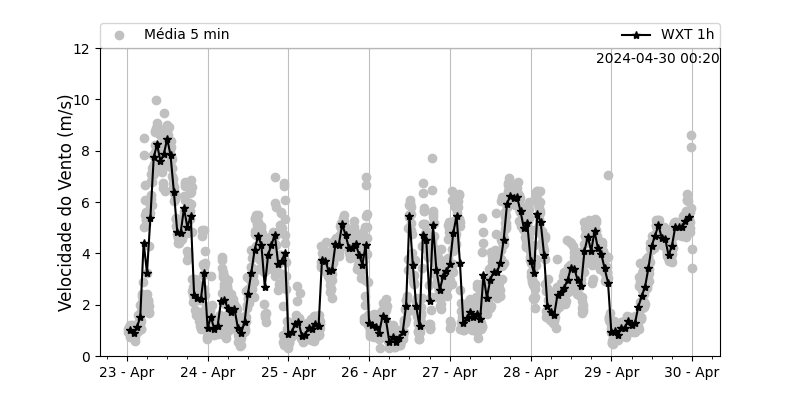 Média 5 min
WXT 1h
2024-04-30 00:20
Velocidade do Vento (m/s)
12
10
8
6
4
2
0
23 - Apr 24 - Apr 25 - Apr 26 - Apr 27 - Apr 28 - Apr 29 - Apr 30 - Apr